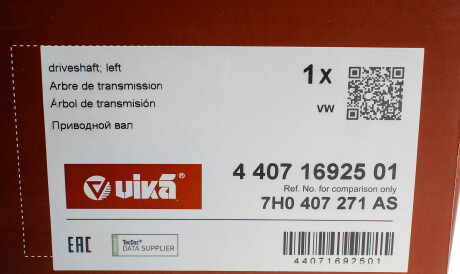 driveshaft; left
Arbre de transmission
Árbol de transmisión
Приводной вал
1x
VW
vika
4 407 16925 01
Ref. No. for comparison only
7H0 407 271 AS
EAC
TecDoc®
DATA SUPPLIER
44071692501